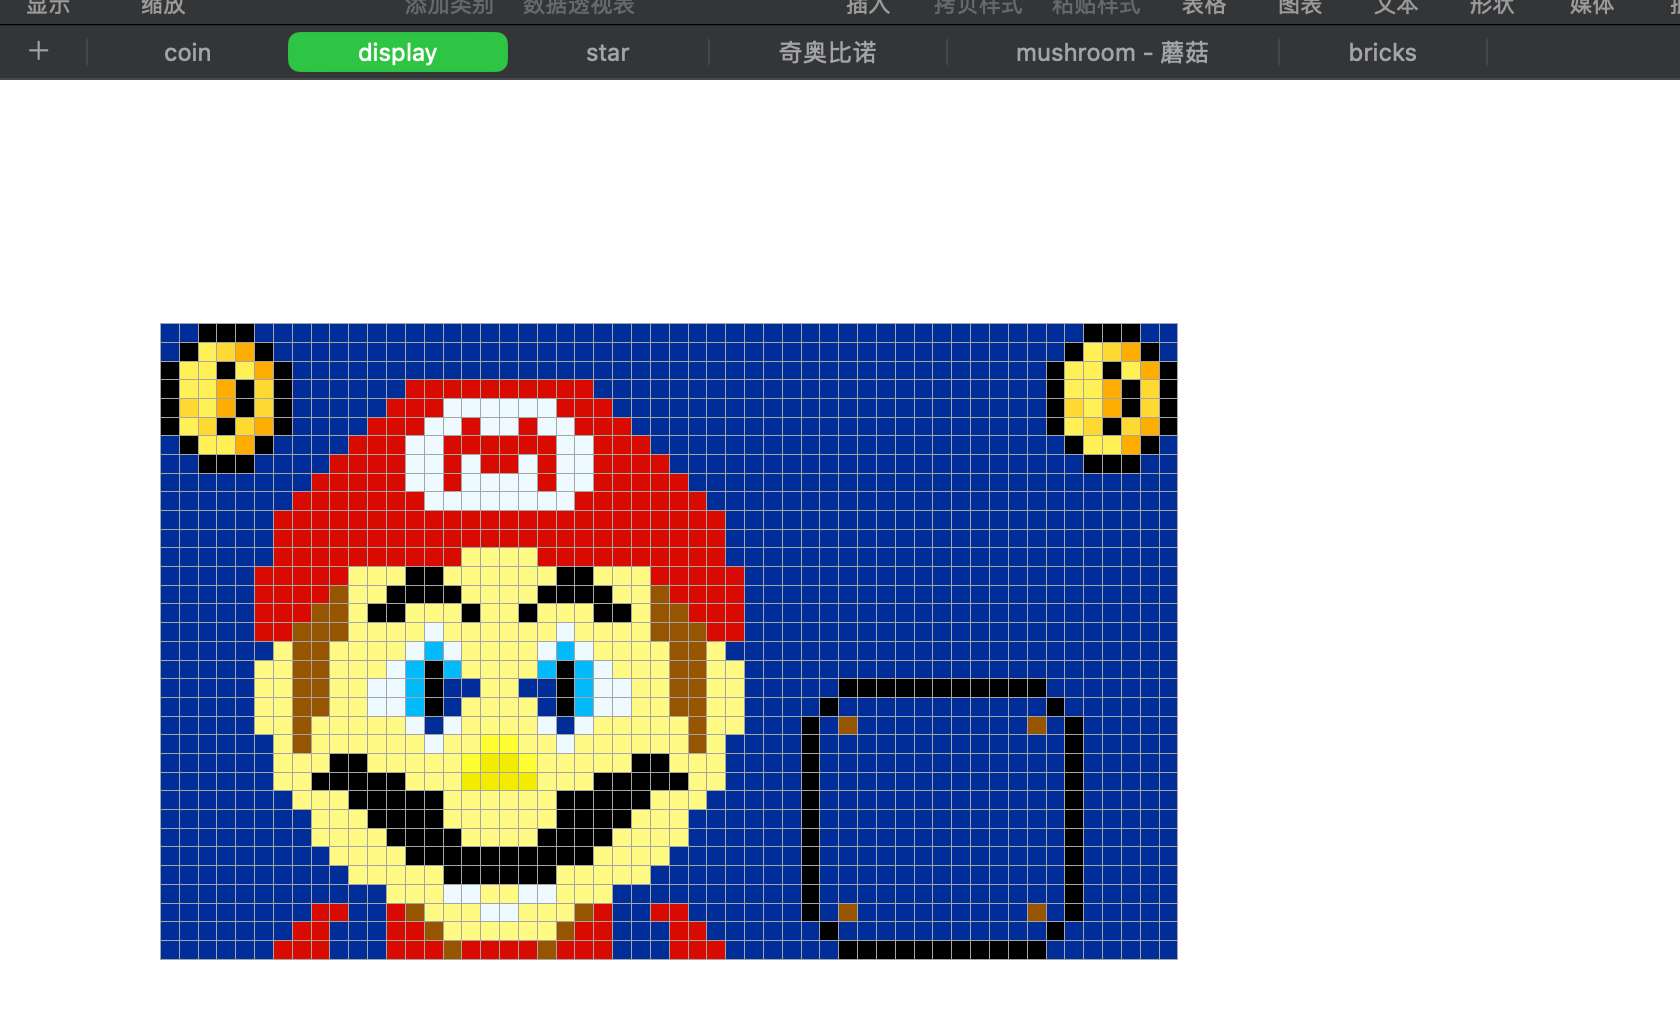 显示 缩放 添加类别 数据透视表 插入 拷贝样式 粘贴样式 表格 图表 文本 形状 媒体
+ coin display star 奇奥比诺 mushroom - 蘑菇 bricks